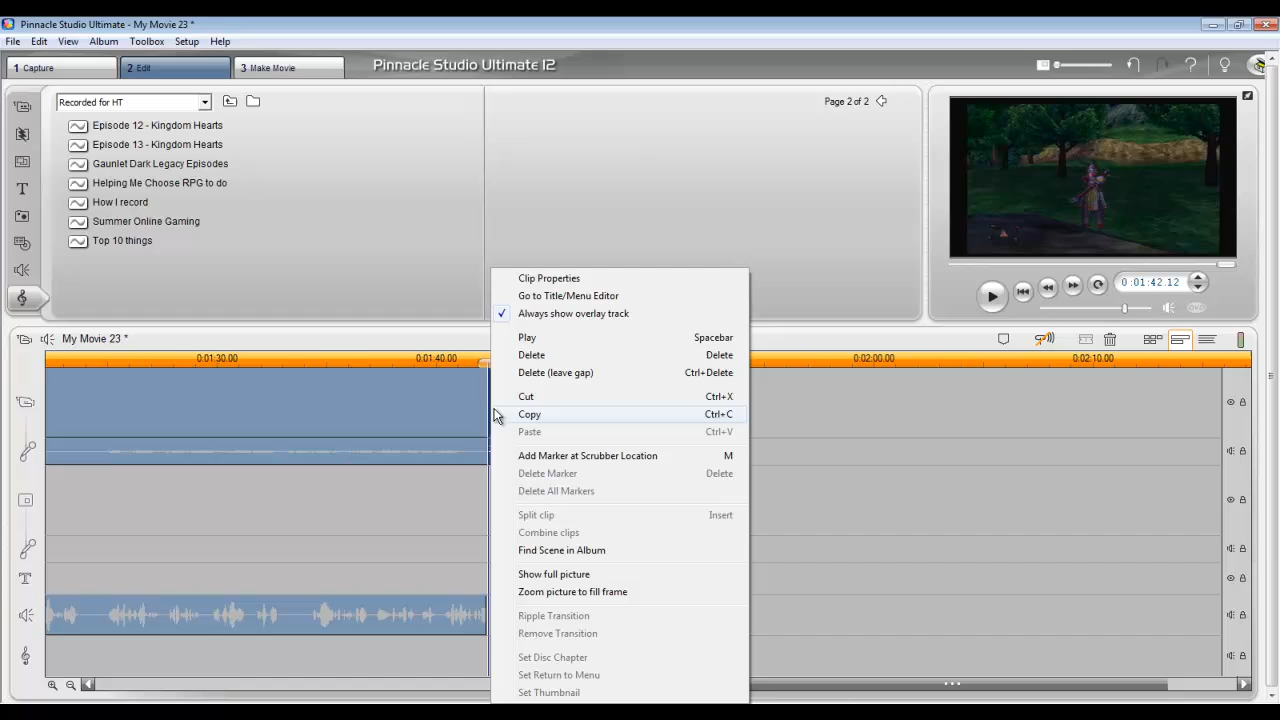 Pinnacle Studio Ultimate - My Movie 23 *
File Edit View Album Toolbox Setup Help
1 Capture 2 Edit 3 Make Movie Pinnacle Studio Ultimate 12
Recorded for HT
Page 2 of 2
Episode 12 - Kingdom Hearts
Episode 13 - Kingdom Hearts
Gaunlet Dark Legacy Episodes
Helping Me Choose RPG to do
How I record
Summer Online Gaming
Top 10 things
0:01:42.12
My Movie 23 *
0:01:30.00 0:01:40.00 0:02:00.00 0:02:10.00
Clip Properties
Go to Title/Menu Editor
Always show overlay track
Play Spacebar
Delete Delete
Delete (leave gap) Ctrl+Delete
Cut Ctrl+X
Copy Ctrl+C
Paste Ctrl+V
Add Marker at Scrubber Location M
Delete Marker Delete
Delete All Markers
Split clip Insert
Combine clips
Find Scene in Album
Show full picture
Zoom picture to fill frame
Ripple Transition
Remove Transition
Set Disc Chapter
Set Return to Menu
Set Thumbnail